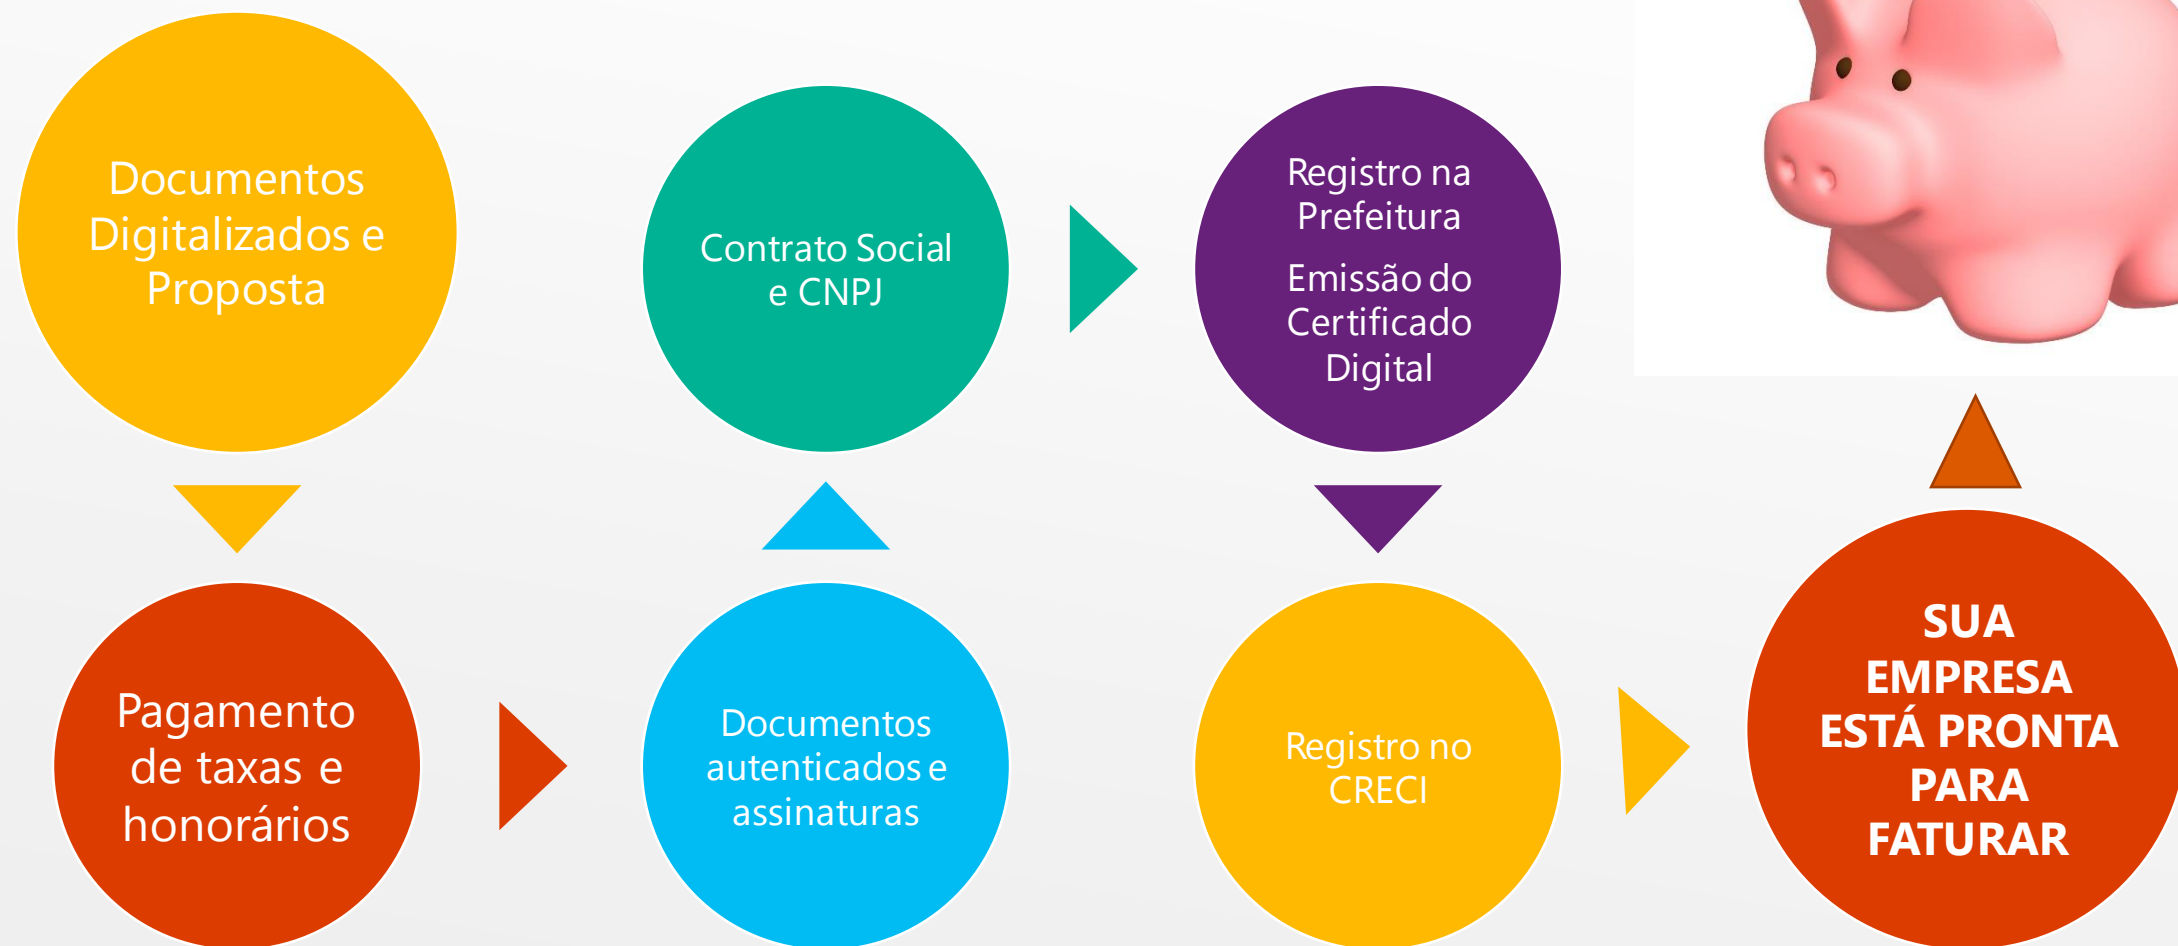 Documentos
Digitalizados e
Proposta
Pagamento
de taxas e
honorários
Documentos
autenticados e
assinaturas
Contrato Social
e CNPJ
Registro na
Prefeitura
Emissão do
Certificado
Digital
Registro no
CRECI
SUA
EMPRESA
ESTÁ PRONTA
PARA
FATURAR